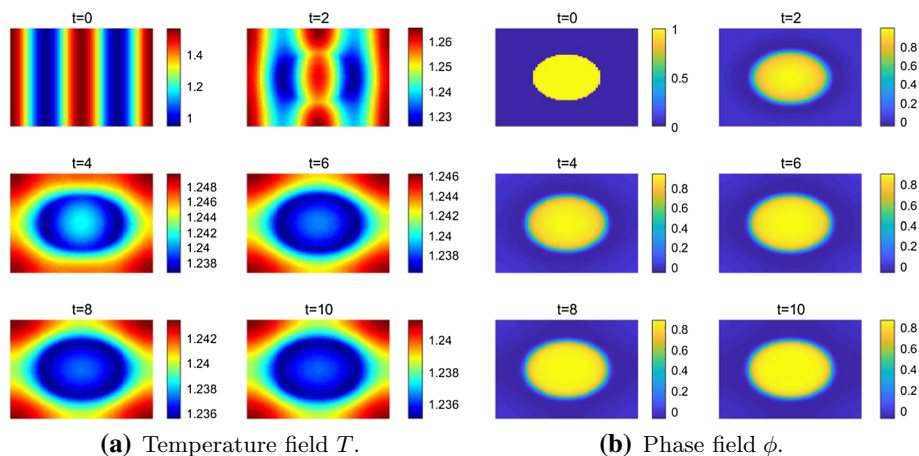 t=0 t=2 t=0 t=2
1.4 1.2 1
1.26 1.25 1.24 1.23
1 0.5 0
0.8 0.6 0.4 0.2 0
t=4 t=6 t=4 t=6
1.248 1.246 1.244 1.242 1.24 1.238
1.246 1.244 1.242 1.24 1.238
0.8 0.6 0.4 0.2 0
0.8 0.6 0.4 0.2 0
t=8 t=10 t=8 t=10
1.242 1.24 1.238 1.236
1.24 1.238 1.236
0.8 0.6 0.4 0.2 0
0.8 0.6 0.4 0.2 0
(a) Temperature field T. (b) Phase field ϕ.